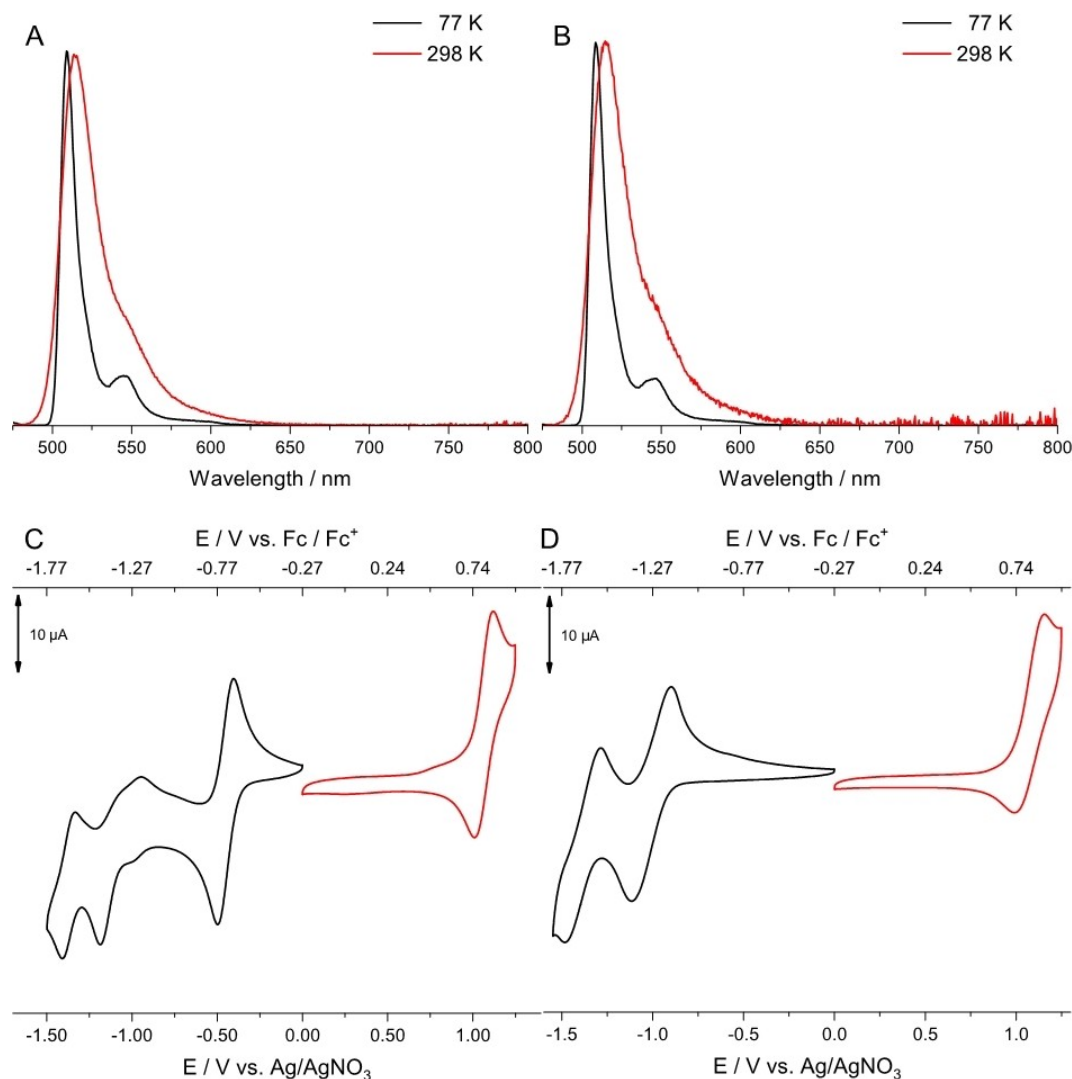 A
77 K
298 K
500 550 600 650 700 750 800
Wavelength / nm
B
77 K
298 K
500 550 600 650 700 750 800
Wavelength / nm
C
E / V vs. Fc / Fc⁺
-1.77 -1.27 -0.77 -0.27 0.24 0.74
10 µA
-1.50 -1.00 -0.50 0.00 0.50 1.00
E / V vs. Ag/AgNO₃
D
E / V vs. Fc / Fc⁺
-1.77 -1.27 -0.77 -0.27 0.24 0.74
10 µA
-1.5 -1.0 -0.5 0.0 0.5 1.0
E / V vs. Ag/AgNO₃